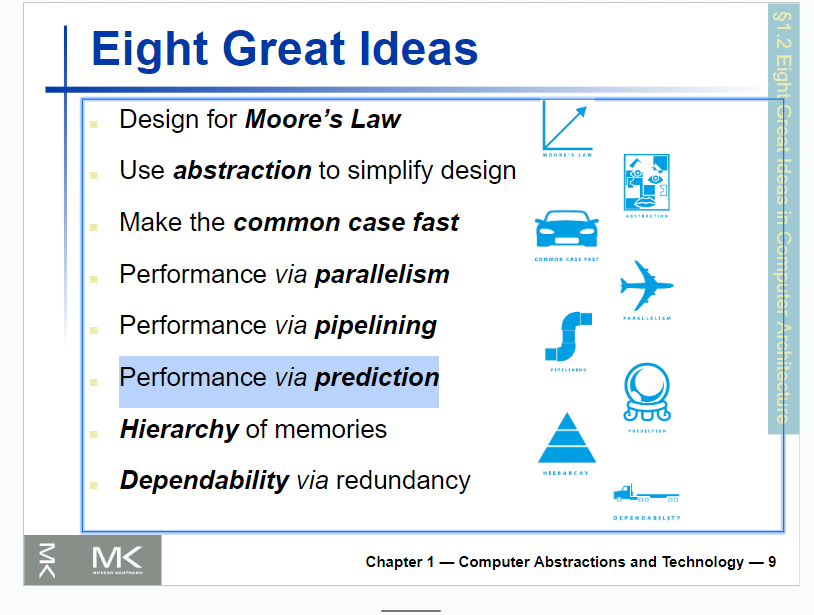 Eight Great Ideas
§1.2 Eight Great Ideas in Computer Architecture
Design for Moore's Law
Use abstraction to simplify design
Make the common case fast
Performance via parallelism
Performance via pipelining
Performance via prediction
Hierarchy of memories
Dependability via redundancy
MOORE'S LAW
ABSTRACTION
COMMON CASE FAST
PARALLELISM
PIPELINING
PREDICTION
HIERARCHY
DEPENDABILITY
MK
MK
MORGAN KAUFMANN
Chapter 1 — Computer Abstractions and Technology — 9